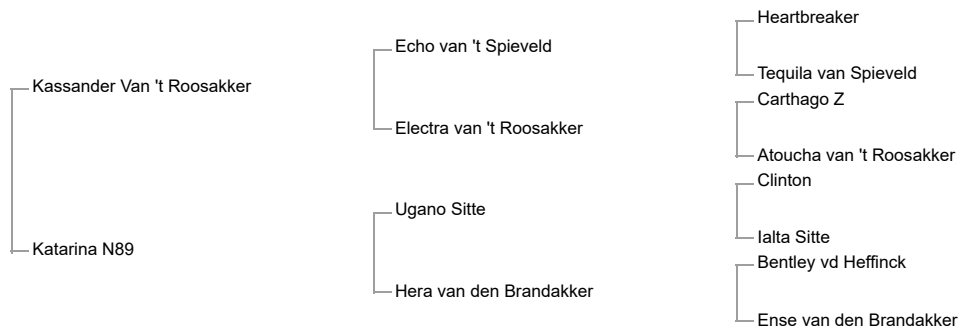 Heartbreaker
Echo van 't Spieveld
Tequila van Spieveld
Kassander Van 't Roosakker
Carthago Z
Electra van 't Roosakker
Atoucha van 't Roosakker
Clinton
Ugano Sitte
Ialta Sitte
Katarina N89
Bentley vd Heffinck
Hera van den Brandakker
Ense van den Brandakker